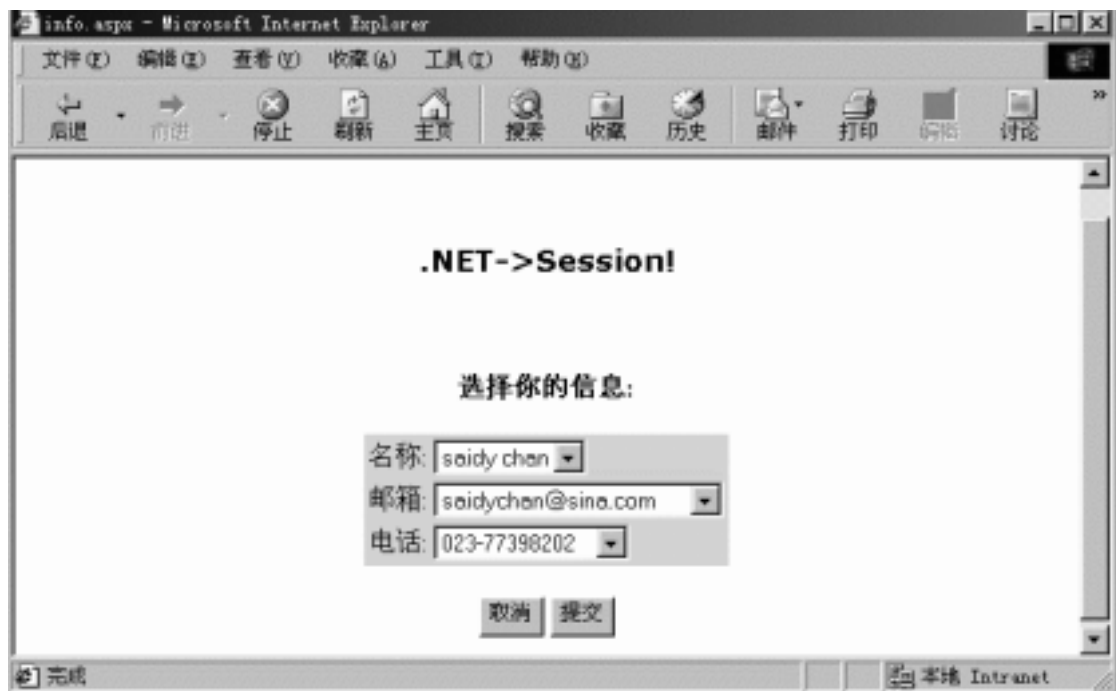 info.aspx - Microsoft Internet Explorer
文件(F) 编辑(E) 查看(V) 收藏(A) 工具(T) 帮助(H)
后退 前进 停止 刷新 主页 搜索 收藏 历史 邮件 打印 编辑 讨论 »
.NET->Session!
选择你的信息:
名称: saidy chan
邮箱: saidychan@sina.com
电话: 023-77398202
取消 提交
完成 本地 Intranet